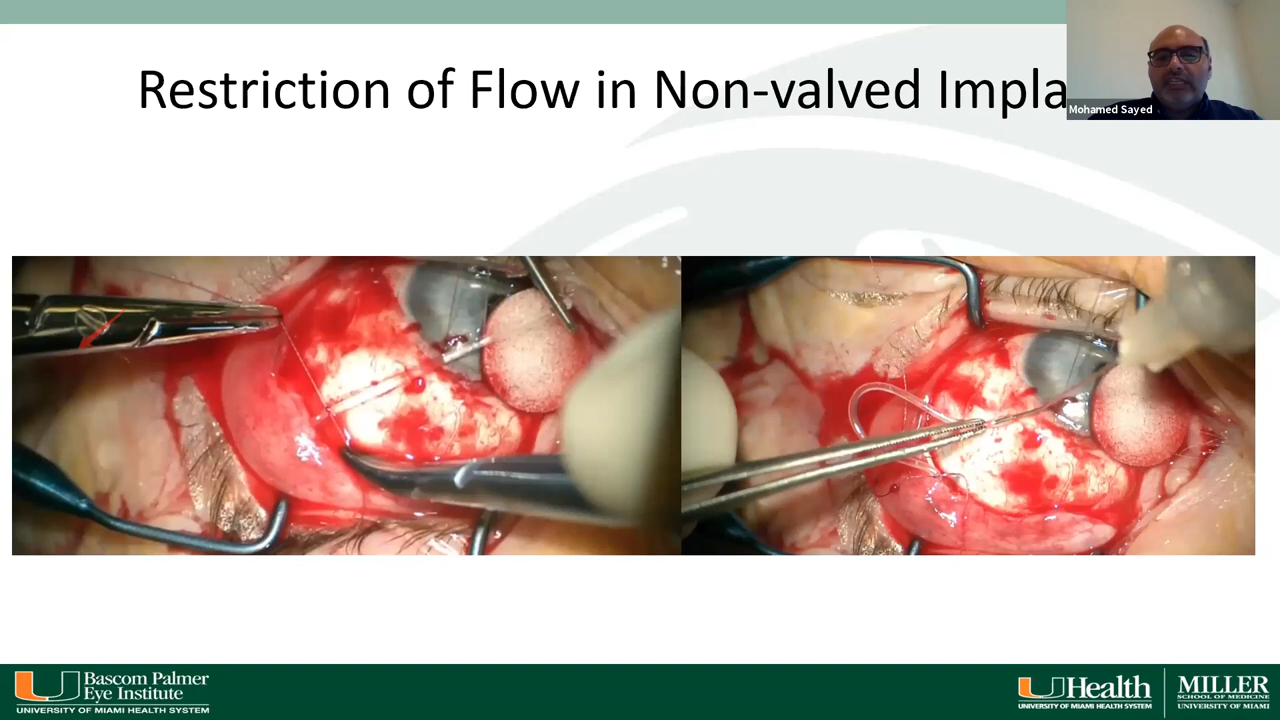 Restriction of Flow in Non-valved Impla
Mohamed Sayed
Bascom Palmer
Eye Institute
UNIVERSITY OF MIAMI HEALTH SYSTEM
UHealth
UNIVERSITY OF MIAMI HEALTH SYSTEM
MILLER
SCHOOL OF MEDICINE
UNIVERSITY OF MIAMI